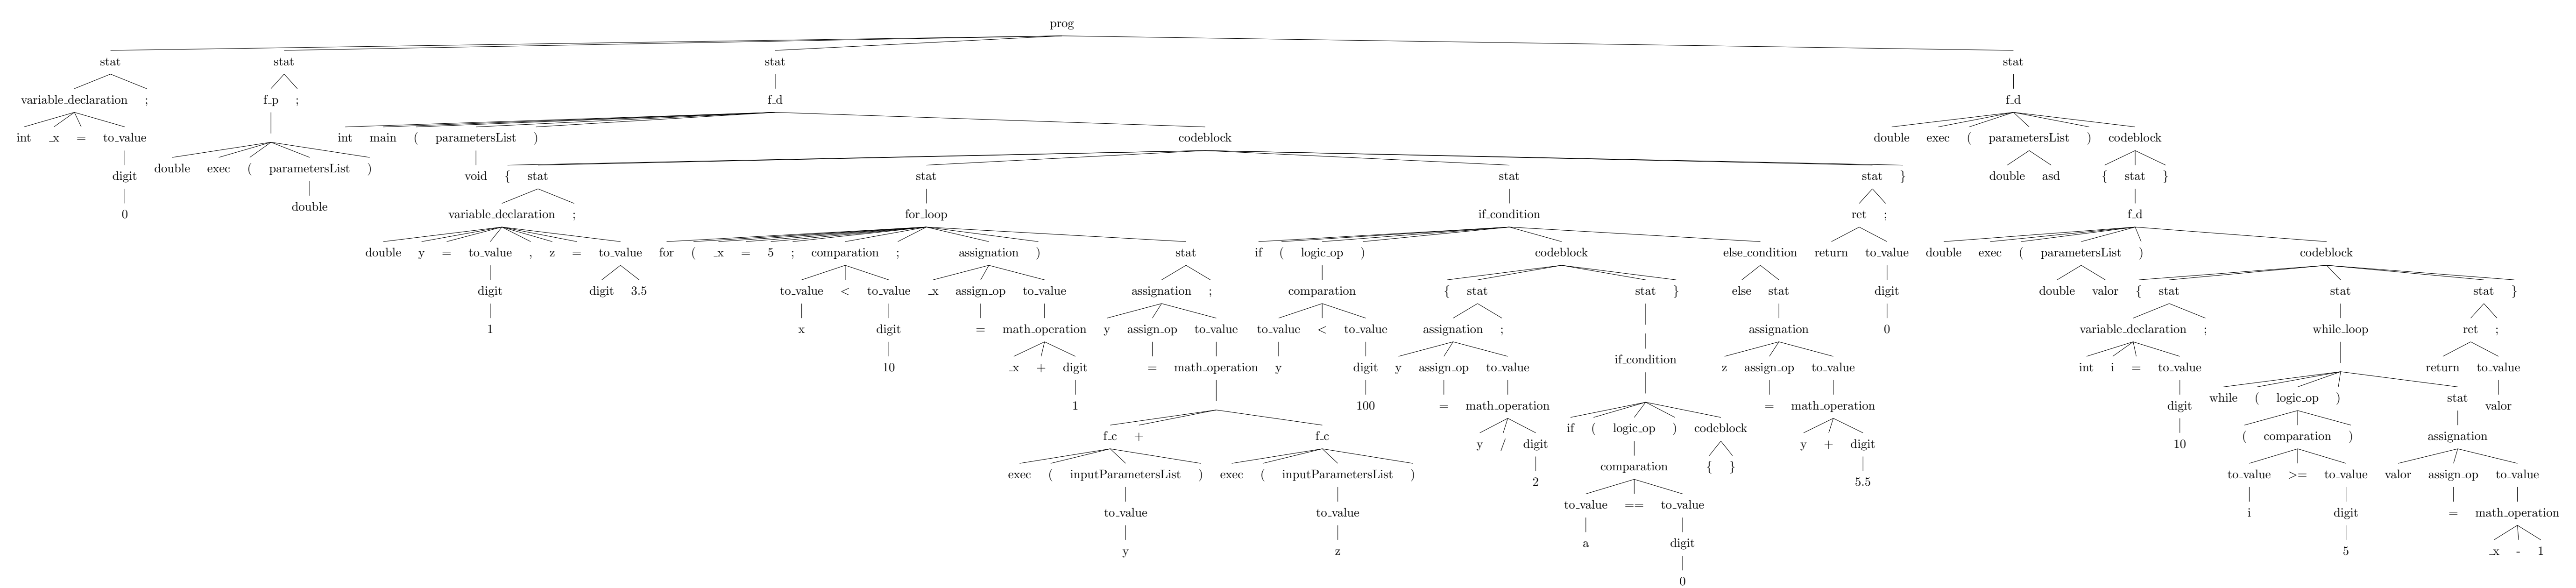 prog
stat stat stat stat
variable_declaration ; f_p ; f_d f_d
int _x = to_value int main ( parametersList ) codeblock double exec ( parametersList ) codeblock
digit double exec ( parametersList ) void { stat stat stat stat } double asd { stat }
0 double variable_declaration ; for_loop if_condition ret ; f_d
double y = to_value , z = to_value for ( _x = 5 ; comparation ; assignation ) stat if ( logic_op ) codeblock else_condition return to_value double exec ( parametersList ) codeblock
digit digit 3.5 to_value < to_value _x assign_op to_value assignation ; comparation { stat stat } else stat digit double valor { stat stat stat }
1 x digit = math_operation y assign_op to_value to_value < to_value assignation ; if_condition assignation 0 variable_declaration ; while_loop ret ;
10 _x + digit = math_operation y digit y assign_op to_value z assign_op to_value int i = to_value return to_value
1 100 = math_operation if ( logic_op ) codeblock = math_operation digit while ( logic_op ) stat valor
f_c + f_c y / digit comparation { } y + digit 10 ( comparation ) assignation
exec ( inputParametersList ) exec ( inputParametersList ) 2 5.5 to_value >= to_value valor assign_op to_value
to_value to_value to_value == to_value i digit = math_operation
y z a digit 5 _x - 1
0